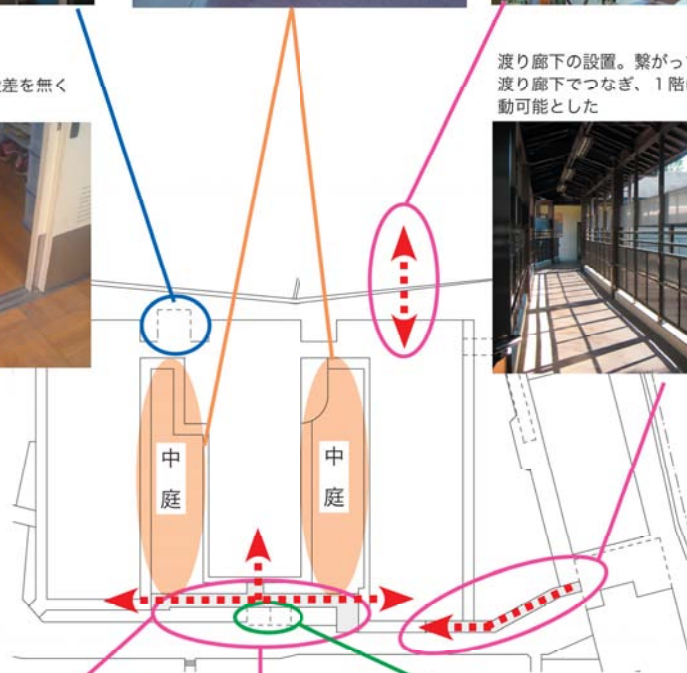 差を無く
渡り廊下の設置。繋がって
渡り廊下でつなぎ、１階
動可能とした
中庭
中庭